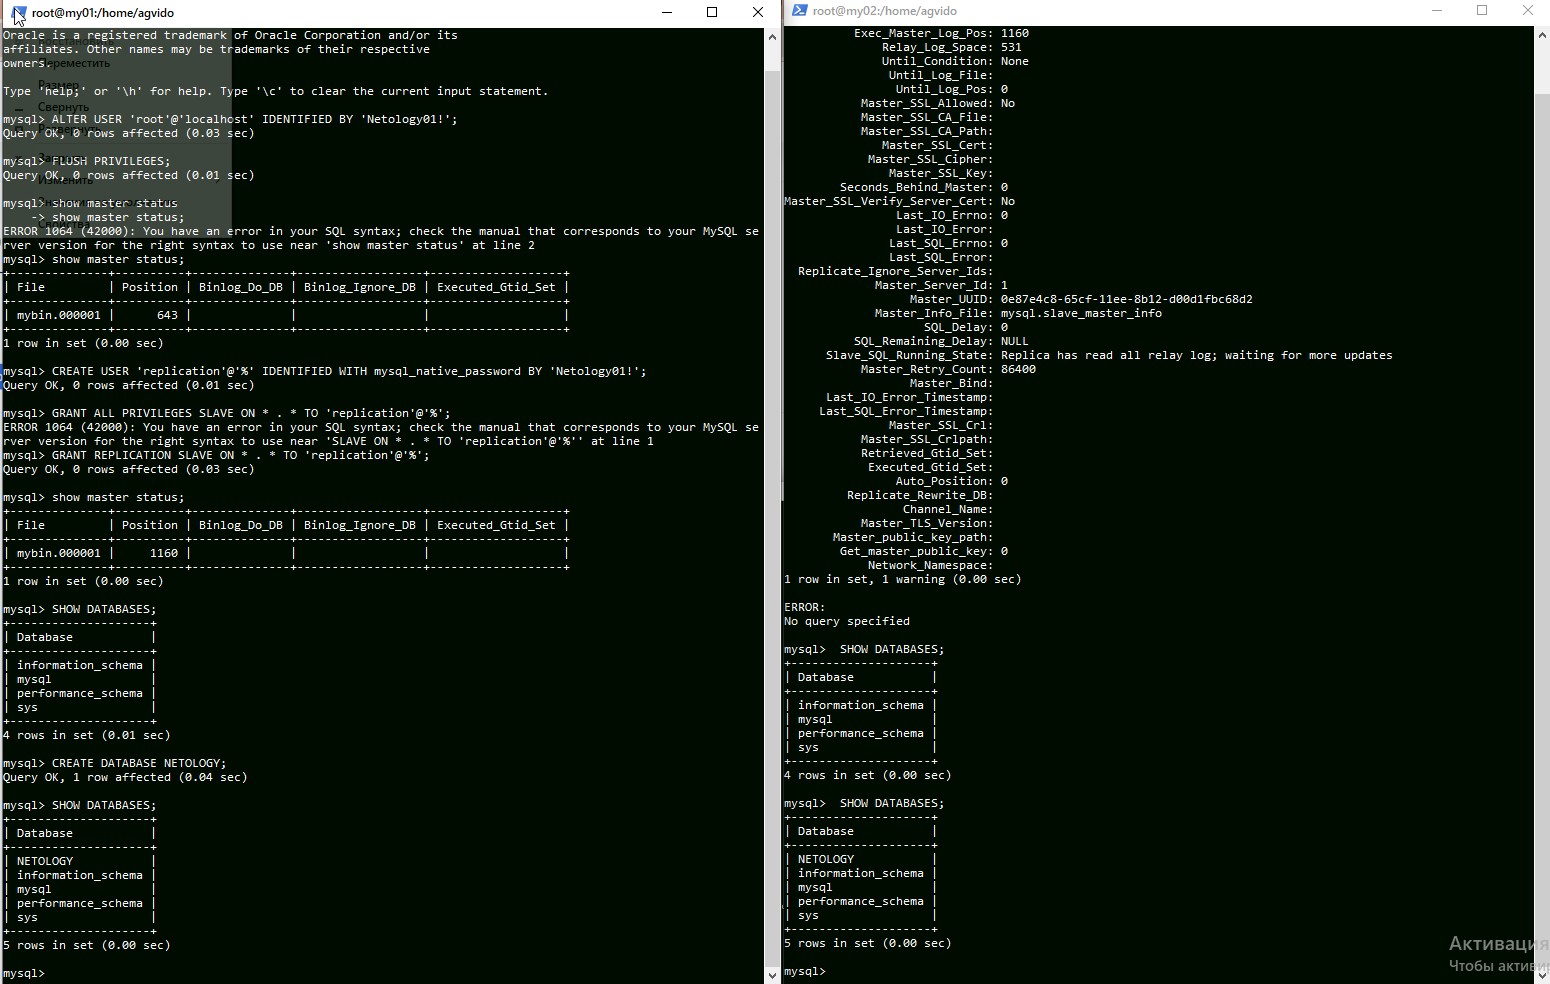 root@my01:/home/agvido
Oracle is a registered trademark of Oracle Corporation and/or its
affiliates. Other names may be trademarks of their respective
owners.
Переместить
Размер
Type 'help;' or '\h' for help. Type '\c' to clear the current input statement.
Свернуть
mysql> ALTER USER 'root'@'localhost' IDENTIFIED BY 'Netology01!';
Query OK, 0 rows affected (0.03 sec)
mysql> FLUSH PRIVILEGES;
Query OK, 0 rows affected (0.01 sec)
Изменить
mysql> show master status
    -> show master status;
ERROR 1064 (42000): You have an error in your SQL syntax; check the manual that corresponds to your MySQL se
rver version for the right syntax to use near 'show master status' at line 2
mysql> show master status;
+--------------+----------+--------------+------------------+-------------------+
| File         | Position | Binlog_Do_DB | Binlog_Ignore_DB | Executed_Gtid_Set |
+--------------+----------+--------------+------------------+-------------------+
| mybin.000001 |      643 |              |                  |                   |
+--------------+----------+--------------+------------------+-------------------+
1 row in set (0.00 sec)
mysql> CREATE USER 'replication'@'%' IDENTIFIED WITH mysql_native_password BY 'Netology01!';
Query OK, 0 rows affected (0.01 sec)
mysql> GRANT ALL PRIVILEGES SLAVE ON * . * TO 'replication'@'%';
ERROR 1064 (42000): You have an error in your SQL syntax; check the manual that corresponds to your MySQL se
rver version for the right syntax to use near 'SLAVE ON * . * TO 'replication'@'%'' at line 1
mysql> GRANT REPLICATION SLAVE ON * . * TO 'replication'@'%';
Query OK, 0 rows affected (0.03 sec)
mysql> show master status;
+--------------+----------+--------------+------------------+-------------------+
| File         | Position | Binlog_Do_DB | Binlog_Ignore_DB | Executed_Gtid_Set |
+--------------+----------+--------------+------------------+-------------------+
| mybin.000001 |     1160 |              |                  |                   |
+--------------+----------+--------------+------------------+-------------------+
1 row in set (0.00 sec)
mysql> SHOW DATABASES;
+--------------------+
| Database           |
+--------------------+
| information_schema |
| mysql              |
| performance_schema |
| sys                |
+--------------------+
4 rows in set (0.01 sec)
mysql> CREATE DATABASE NETOLOGY;
Query OK, 1 row affected (0.04 sec)
mysql> SHOW DATABASES;
+--------------------+
| Database           |
+--------------------+
| NETOLOGY           |
| information_schema |
| mysql              |
| performance_schema |
| sys                |
+--------------------+
5 rows in set (0.00 sec)
mysql>
root@my02:/home/agvido
Exec_Master_Log_Pos: 1160
Relay_Log_Space: 531
Until_Condition: None
Until_Log_File:
Until_Log_Pos: 0
Master_SSL_Allowed: No
Master_SSL_CA_File:
Master_SSL_CA_Path:
Master_SSL_Cert:
Master_SSL_Cipher:
Master_SSL_Key:
Seconds_Behind_Master: 0
Master_SSL_Verify_Server_Cert: No
Last_IO_Errno: 0
Last_IO_Error:
Last_SQL_Errno: 0
Last_SQL_Error:
Replicate_Ignore_Server_Ids:
Master_Server_Id: 1
Master_UUID: 0e87e4c8-65cf-11ee-8b12-d00d1fbc68d2
Master_Info_File: mysql.slave_master_info
SQL_Delay: 0
SQL_Remaining_Delay: NULL
Slave_SQL_Running_State: Replica has read all relay log; waiting for more updates
Master_Retry_Count: 86400
Master_Bind:
Last_IO_Error_Timestamp:
Last_SQL_Error_Timestamp:
Master_SSL_Crl:
Master_SSL_Crlpath:
Retrieved_Gtid_Set:
Executed_Gtid_Set:
Auto_Position: 0
Replicate_Rewrite_DB:
Channel_Name:
Master_TLS_Version:
Master_public_key_path:
Get_master_public_key: 0
Network_Namespace:
1 row in set, 1 warning (0.00 sec)
ERROR:
No query specified
mysql>  SHOW DATABASES;
+--------------------+
| Database           |
+--------------------+
| information_schema |
| mysql              |
| performance_schema |
| sys                |
+--------------------+
4 rows in set (0.00 sec)
mysql>  SHOW DATABASES;
+--------------------+
| Database           |
+--------------------+
| NETOLOGY           |
| information_schema |
| mysql              |
| performance_schema |
| sys                |
+--------------------+
5 rows in set (0.00 sec)
mysql>
Активация
Чтобы